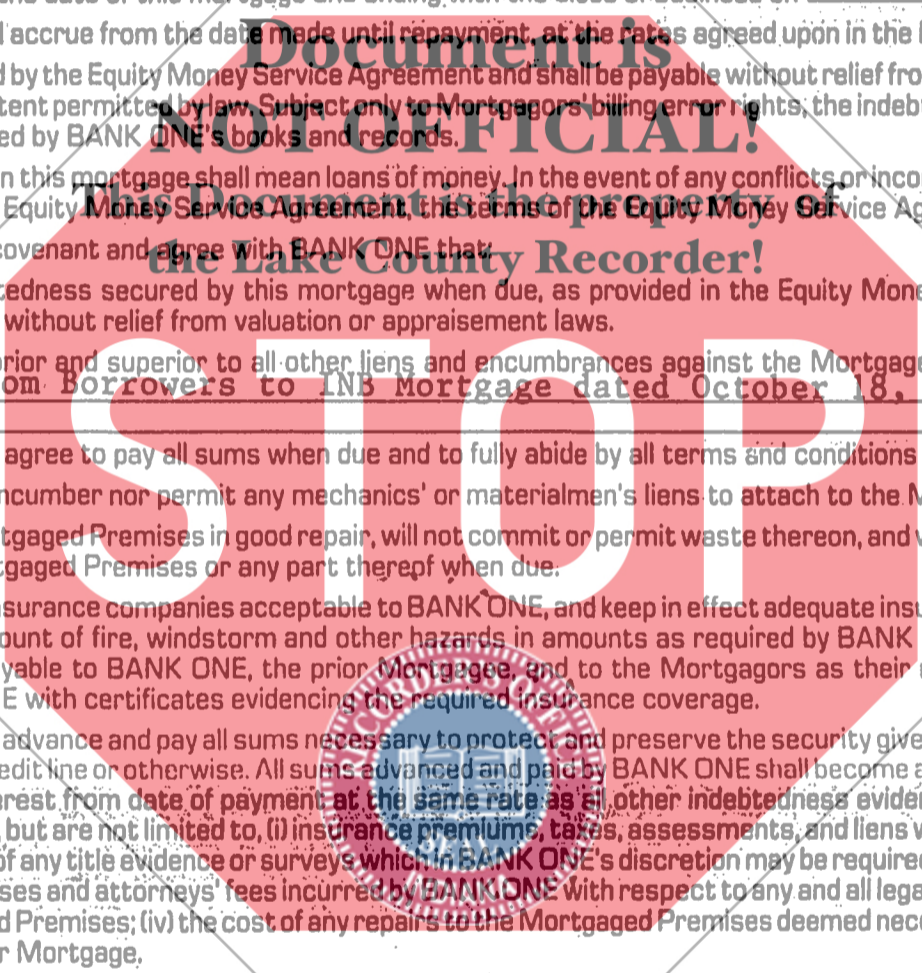 l accrue from the date made until repayment, at the rates agreed upon in the
Document is
d by the Equity Money Service Agreement and shall be payable without relief fro
tent permitted by law. Subject only to Mortgagors' billing error rights, the indeb
NOT OFFICIAL!
ed by BANK ONE's books and records.
n this mortgage shall mean loans of money. In the event of any conflicts or inco
This Document is the property of
Equity Money Service Agreement, the terms of the Equity Money Service Ag
ovenant and agree with BANK ONE that:
the Lake County Recorder!
edness secured by this mortgage when due, as provided in the Equity Mone
without relief from valuation or appraisement laws.
rior and superior to all other liens and encumbrances against the Mortgage
om Borrowers to INB Mortgage dated October 18,
STOP
agree to pay all sums when due and to fully abide by all terms and conditions
ncumber nor permit any mechanics' or materialmen's liens to attach to the M
tgaged Premises in good repair, will not commit or permit waste thereon, and
tgaged Premises or any part thereof when due.
surance companies acceptable to BANK ONE, and keep in effect adequate ins
ount of fire, windstorm and other hazards in amounts as required by BANK
yable to BANK ONE, the prior Mortgagee, and to the Mortgagors as their
E with certificates evidencing the required insurance coverage.
RECORDER'S OFFICE
advance and pay all sums necessary to protect and preserve the security give
edit line or otherwise. All sums advanced and paid by BANK ONE shall become a
rest from date of payment at the same rate as all other indebtedness evide
but are not limited to, (i) insurance premiums, taxes, assessments, and liens
SEAL
of any title evidence or surveys which in BANK ONE's discretion may be require
ses and attorneys' fees incurred by BANK ONE with respect to any and all lega
d Premises; (iv) the cost of any repairs to the Mortgaged Premises deemed nec
r Mortgage.